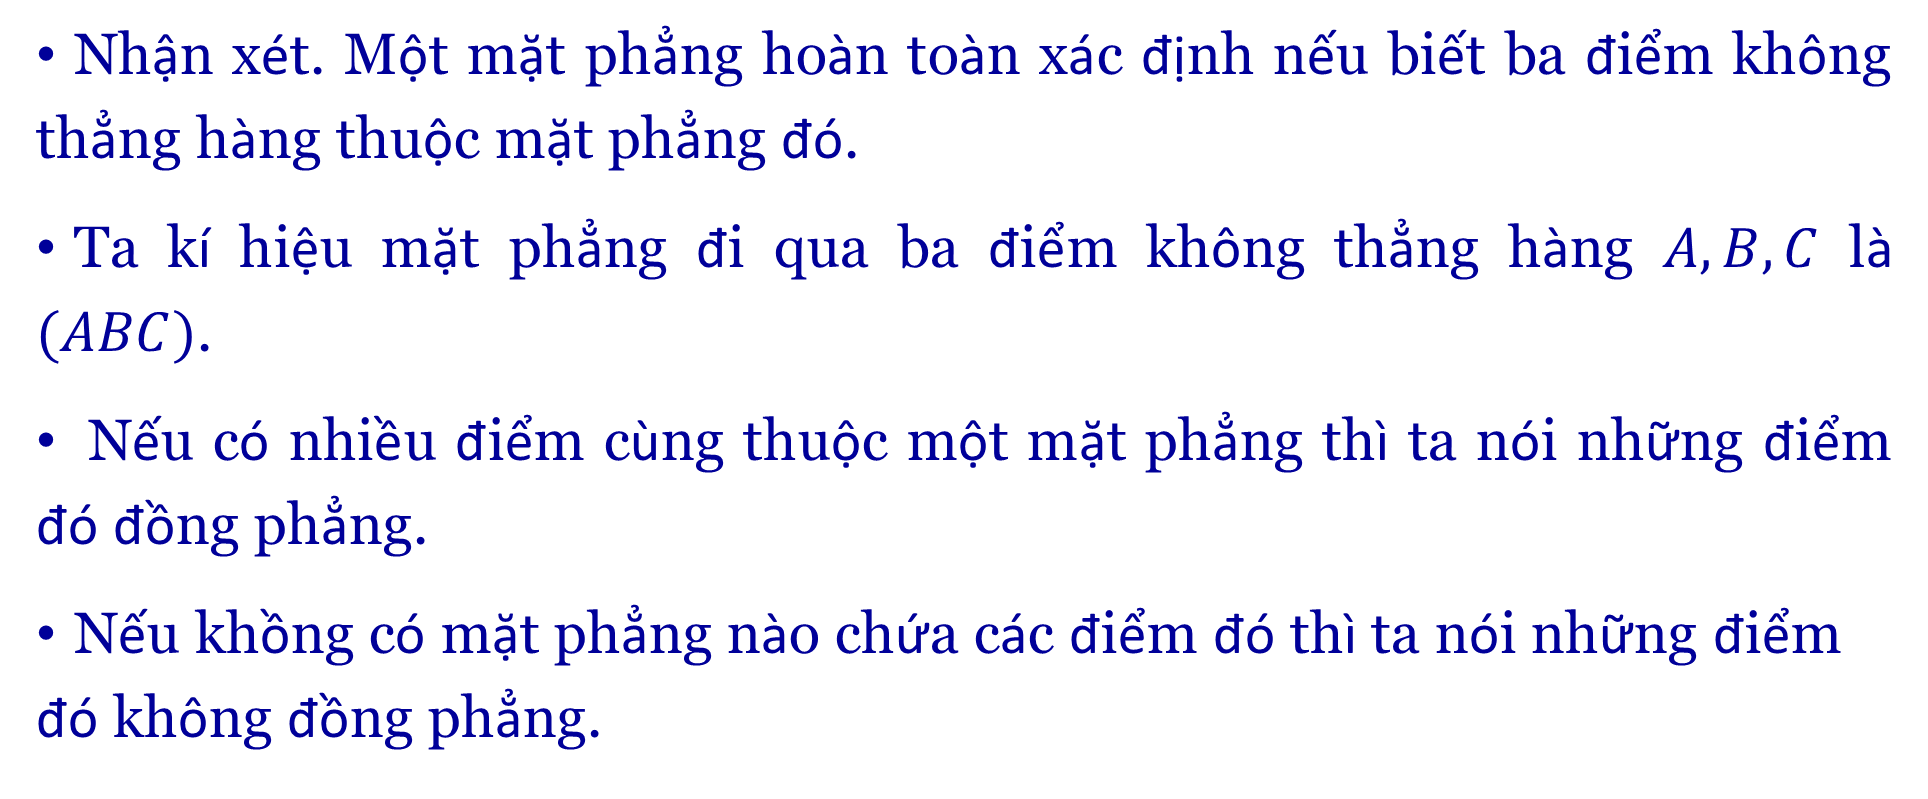 • Nhận xét. Một mặt phẳng hoàn toàn xác định nếu biết ba điểm không
thẳng hàng thuộc mặt phẳng đó.
• Ta kí hiệu mặt phẳng đi qua ba điểm không thẳng hàng A, B, C là
(ABC).
• Nếu có nhiều điểm cùng thuộc một mặt phẳng thì ta nói những điểm
đó đồng phẳng.
• Nếu khồng có mặt phẳng nào chứa các điểm đó thì ta nói những điểm
đó không đồng phẳng.